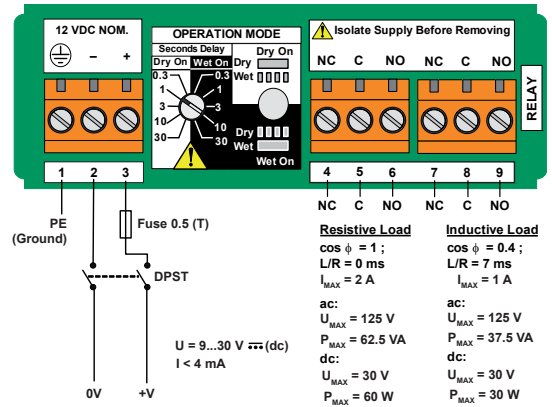 12 VDC NOM.
– +
OPERATION MODE
Seconds Delay
Dry On Wet On
0.3 0.3
1 1
3 3
10 10
30 30
Dry On
Dry
Wet
Dry
Wet
Wet On
Isolate Supply Before Removing
NC C NO NC C NO
RELAY
1 2 3
4 5 6 7 8 9
NC C NO NC C NO
PE
(Ground)
Fuse 0.5 (T)
DPST
0V +V
U = 9...30 V ⎓ (dc)
I < 4 mA
Resistive Load
cos ϕ = 1 ;
L/R = 0 ms
IMAX = 2 A
ac:
UMAX = 125 V
PMAX = 62.5 VA
dc:
UMAX = 30 V
PMAX = 60 W
Inductive Load
cos ϕ = 0.4 ;
L/R = 7 ms
IMAX = 1 A
ac:
UMAX = 125 V
PMAX = 37.5 VA
dc:
UMAX = 30 V
PMAX = 30 W